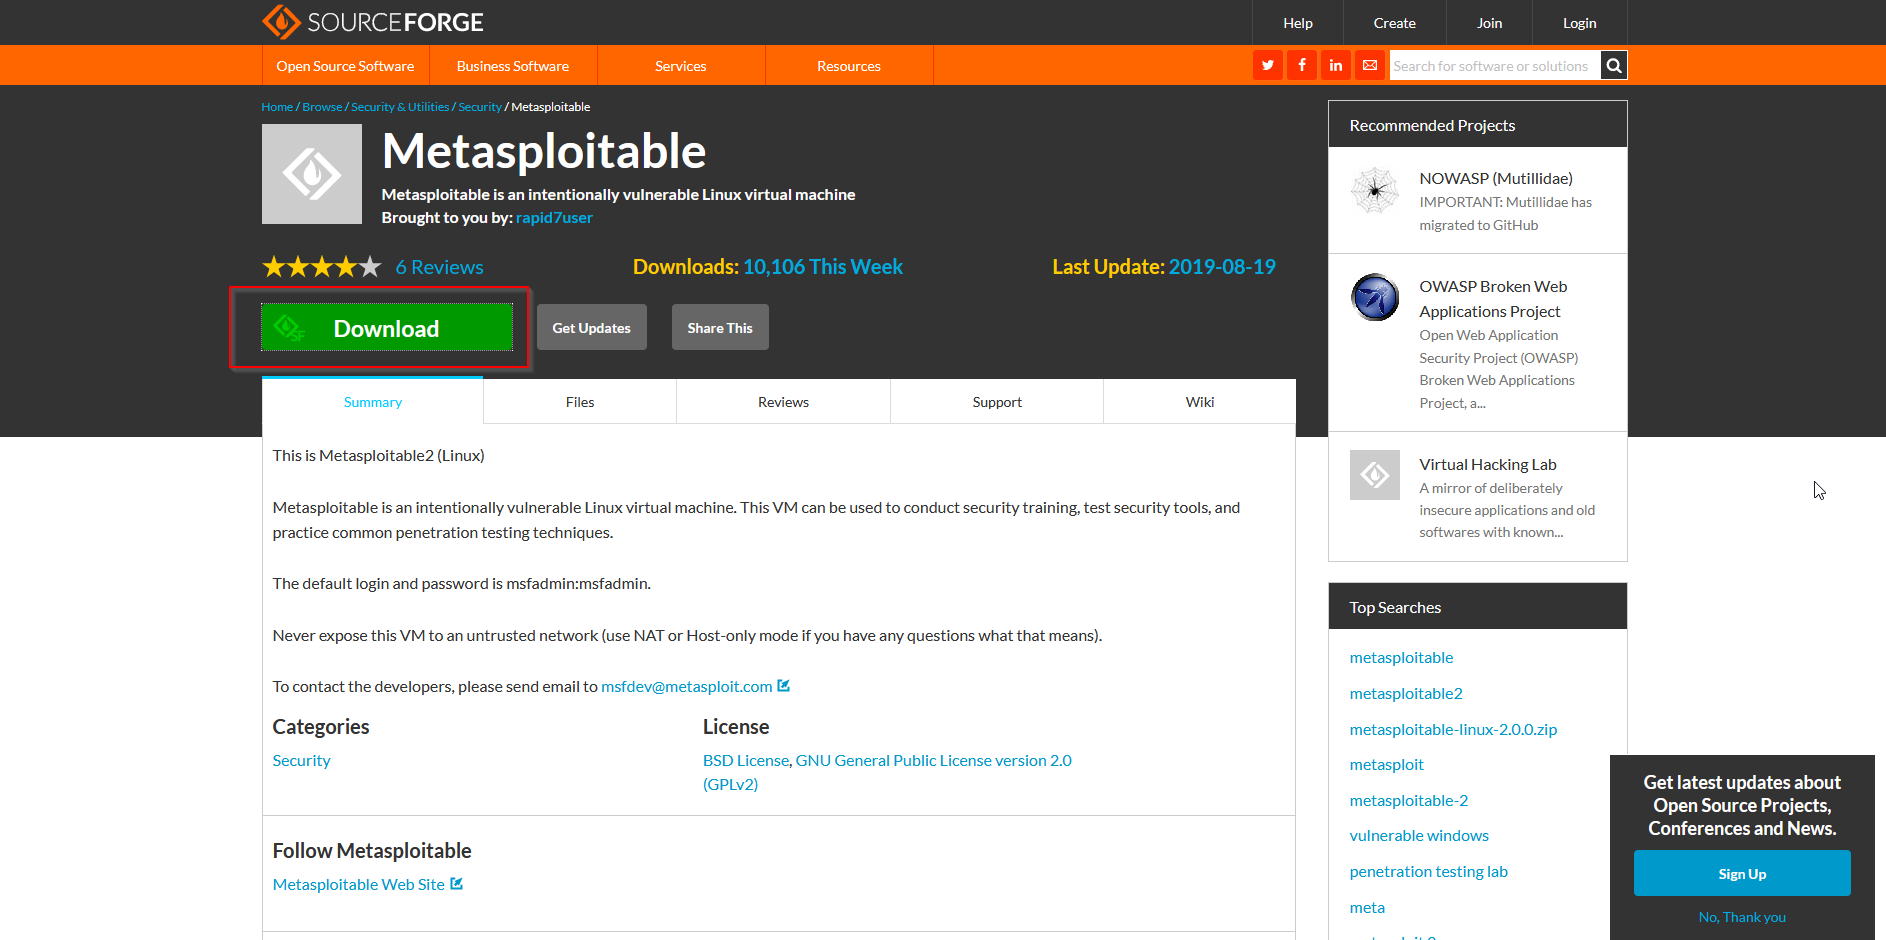 SOURCEFORGE
Help
Create
Join
Login
Open Source Software
Business Software
Services
Resources
Search for software or solutions
Home / Browse / Security & Utilities / Security / Metasploitable
Metasploitable
Metasploitable is an intentionally vulnerable Linux virtual machine
Brought to you by: rapid7user
6 Reviews
Downloads: 10,106 This Week
Last Update: 2019-08-19
SF
Download
Get Updates
Share This
Summary
Files
Reviews
Support
Wiki
This is Metasploitable2 (Linux)
Metasploitable is an intentionally vulnerable Linux virtual machine. This VM can be used to conduct security training, test security tools, and
practice common penetration testing techniques.
The default login and password is msfadmin:msfadmin.
Never expose this VM to an untrusted network (use NAT or Host-only mode if you have any questions what that means).
To contact the developers, please send email to msfdev@metasploit.com
Categories
Security
License
BSD License, GNU General Public License version 2.0
(GPLv2)
Follow Metasploitable
Metasploitable Web Site
Recommended Projects
NOWASP (Mutillidae)
IMPORTANT: Mutillidae has
migrated to GitHub
OWASP Broken Web
Applications Project
Open Web Application
Security Project (OWASP)
Broken Web Applications
Project, a...
Virtual Hacking Lab
A mirror of deliberately
insecure applications and old
softwares with known...
Top Searches
metasploitable
metasploitable2
metasploitable-linux-2.0.0.zip
metasploit
metasploitable-2
vulnerable windows
penetration testing lab
meta
Get latest updates about
Open Source Projects,
Conferences and News.
Sign Up
No, Thank you